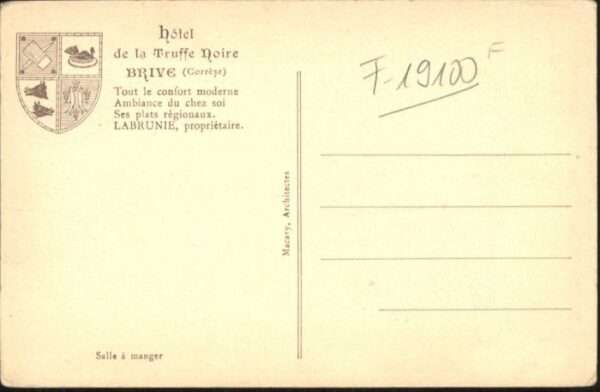 Hôtel
de la Truffe Noire
BRIVE (Corrèze)
Tout le confort moderne
Ambiance du chez soi
Ses plats régionaux.
LABRUNIE, propriétaire.
F-19100 F
Macary, Architectes
Salle à manger